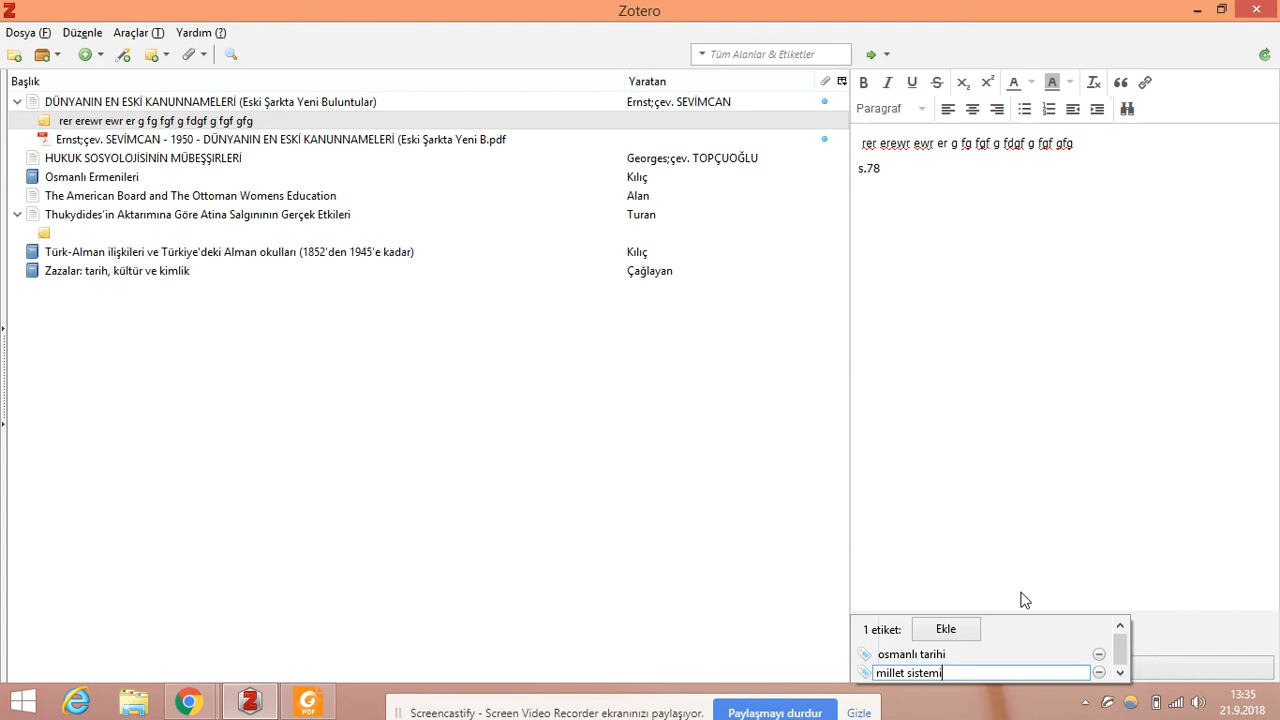 Zotero
Dosya (F) Düzenle Araçlar (T) Yardım (?)
Tüm Alanlar & Etiketler
Başlık Yaratan
DÜNYANIN EN ESKİ KANUNNAMELERİ (Eski Şarkta Yeni Buluntular) Ernst;çev. SEVİMCAN
rer erewr ewr er g fg fgf g fdgf g fgf gfg
Ernst;çev. SEVİMCAN - 1950 - DÜNYANIN EN ESKİ KANUNNAMELERİ (Eski Şarkta Yeni B.pdf
HUKUK SOSYOLOJİSİNİN MÜBEŞŞIRLERİ Georges;çev. TOPÇUOĞLU
Osmanlı Ermenileri Kılıç
The American Board and The Ottoman Womens Education Alan
Thukydides’in Aktarımına Göre Atina Salgınının Gerçek Etkileri Turan
Türk-Alman ilişkileri ve Türkiye'deki Alman okulları (1852'den 1945'e kadar) Kılıç
Zazalar: tarih, kültür ve kimlik Çağlayan
B I U S X₂ X² A A Tx
Paragraf
rer erewr ewr er g fg fgf g fdgf g fgf gfg
s.78
1 etiket: Ekle
osmanlı tarihi
millet sistemi
Screencastify - Screen Video Recorder ekranınızı paylaşıyor. Paylaşmayı durdur Gizle
PDF
13:35
21.9.2018